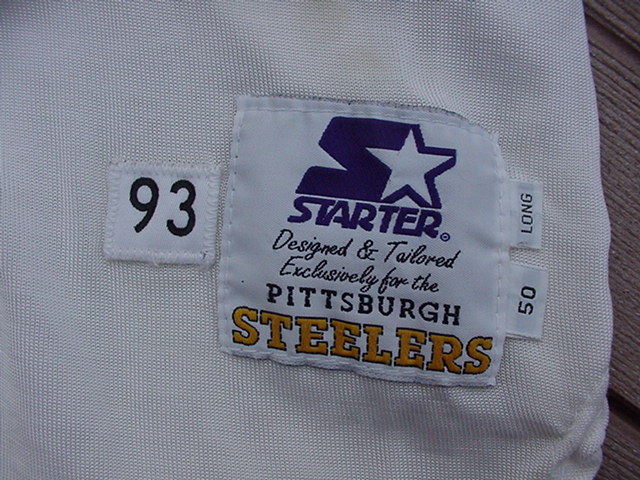 93
STARTER®
Designed & Tailored
Exclusively for the
PITTSBURGH
STEELERS
LONG
50